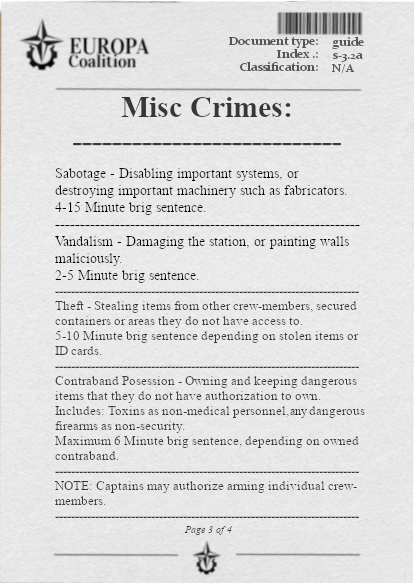 EUROPA
Coalition
Document type: guide
Index .: s-3.2a
Classification: N/A
Misc Crimes:
----------------------------
Sabotage - Disabling important systems, or
destroying important machinery such as fabricators.
4-15 Minute brig sentence.
Vandalism - Damaging the station, or painting walls
maliciously.
2-5 Minute brig sentence.
Theft - Stealing items from other crew-members, secured
containers or areas they do not have access to.
5-10 Minute brig sentence depending on stolen items or
ID cards.
Contraband Posession - Owning and keeping dangerous
items that they do not have authorization to own.
Includes: Toxins as non-medical personnel,any dangerous
firearms as non-security.
Maximum 6 Minute brig sentence, depending on owned
contraband.
NOTE: Captains may authorize arming individual crew-
members.
Page 3 of 4